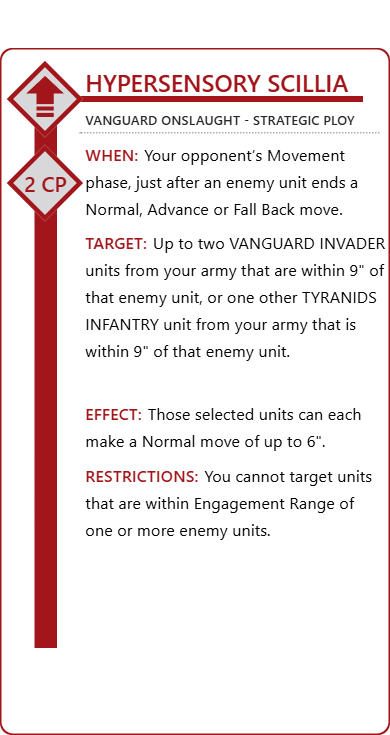 HYPERSENSORY SCILLIA
VANGUARD ONSLAUGHT - STRATEGIC PLOY
2 CP
WHEN: Your opponent's Movement
phase, just after an enemy unit ends a
Normal, Advance or Fall Back move.
TARGET: Up to two VANGUARD INVADER
units from your army that are within 9" of
that enemy unit, or one other TYRANIDS
INFANTRY unit from your army that is
within 9" of that enemy unit.
EFFECT: Those selected units can each
make a Normal move of up to 6".
RESTRICTIONS: You cannot target units
that are within Engagement Range of
one or more enemy units.